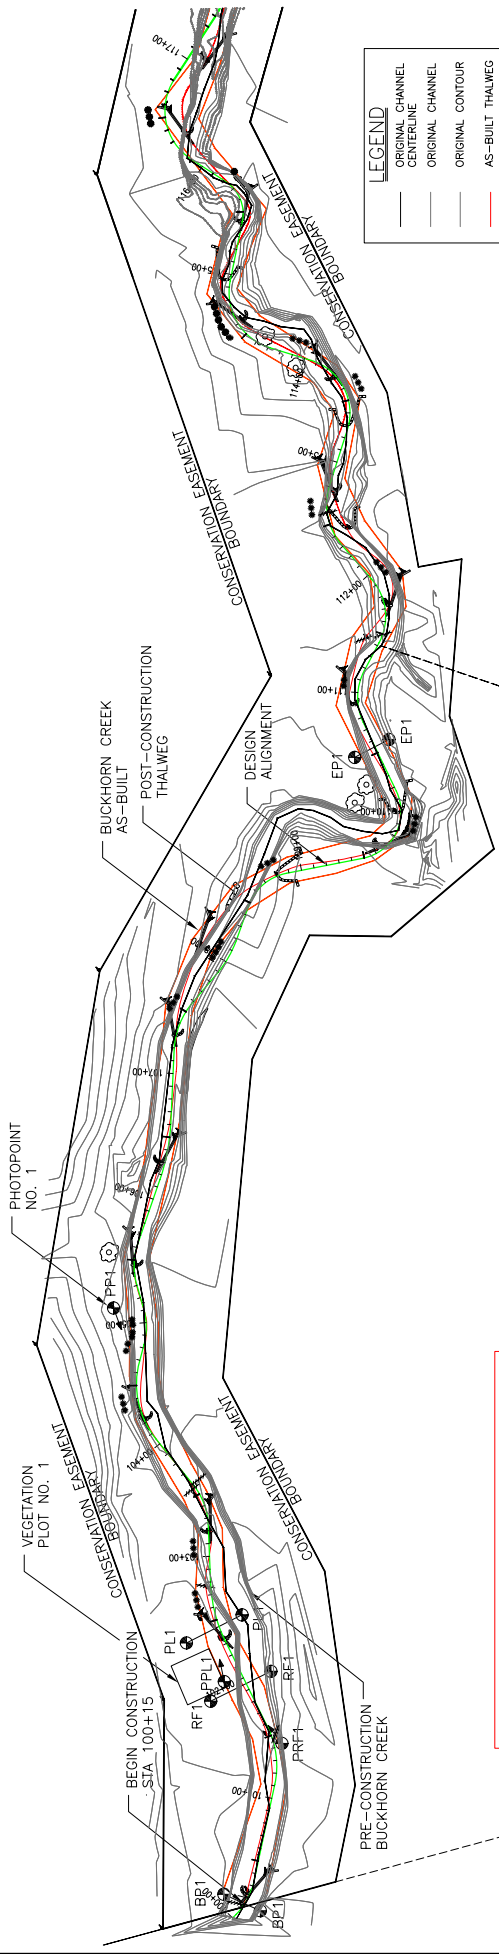 BEGIN CONSTRUCTION
STA 100+15
VEGETATION
PLOT NO. 1
PHOTOPOINT
NO. 1
BUCKHORN CREEK
AS-BUILT
POST-CONSTRUCTION
THALWEG
DESIGN
ALIGNMENT
CONSERVATION EASEMENT
BOUNDARY
CONSERVATION EASEMENT
BOUNDARY
CONSERVATION EASEMENT
BOUNDARY
CONSERVATION EASEMENT
BOUNDARY
PRE-CONSTRUCTION
BUCKHORN CREEK
BP1
BP1
PRF1
RF1
RF1
PPL1
PL1
PP1
EP1
EP1
104+00
106+00
107+00
112+00
114+00
117+00
LEGEND
ORIGINAL CHANNEL
CENTERLINE
ORIGINAL CHANNEL
ORIGINAL CONTOUR
AS-BUILT THALWEG